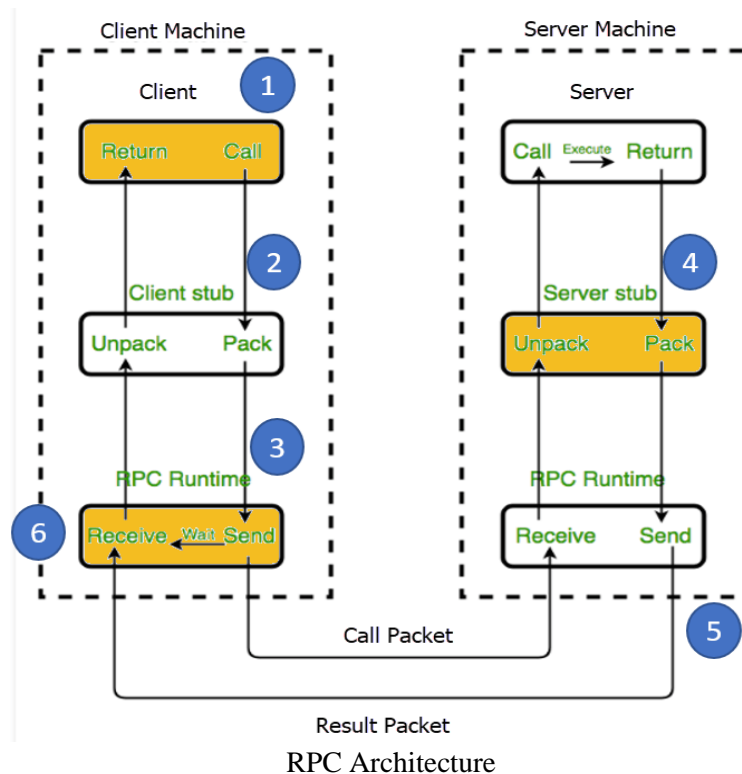 Client Machine
Server Machine
1
Client
Server
Return Call
Call Execute Return
2
4
Client stub
Server stub
Unpack Pack
Unpack Pack
3
RPC Runtime
RPC Runtime
6
Receive Wait Send
Receive Send
5
Call Packet
Result Packet
RPC Architecture